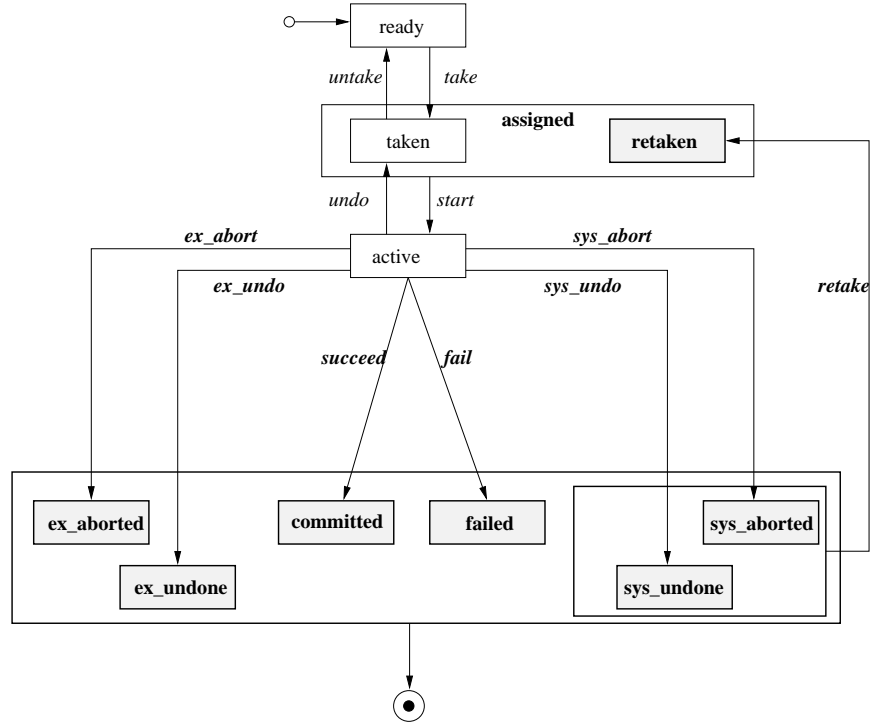 ready
untake take
assigned
taken
retaken
undo start
ex_abort sys_abort
active
ex_undo sys_undo retake
succeed fail
ex_aborted committed failed sys_aborted
ex_undone sys_undone